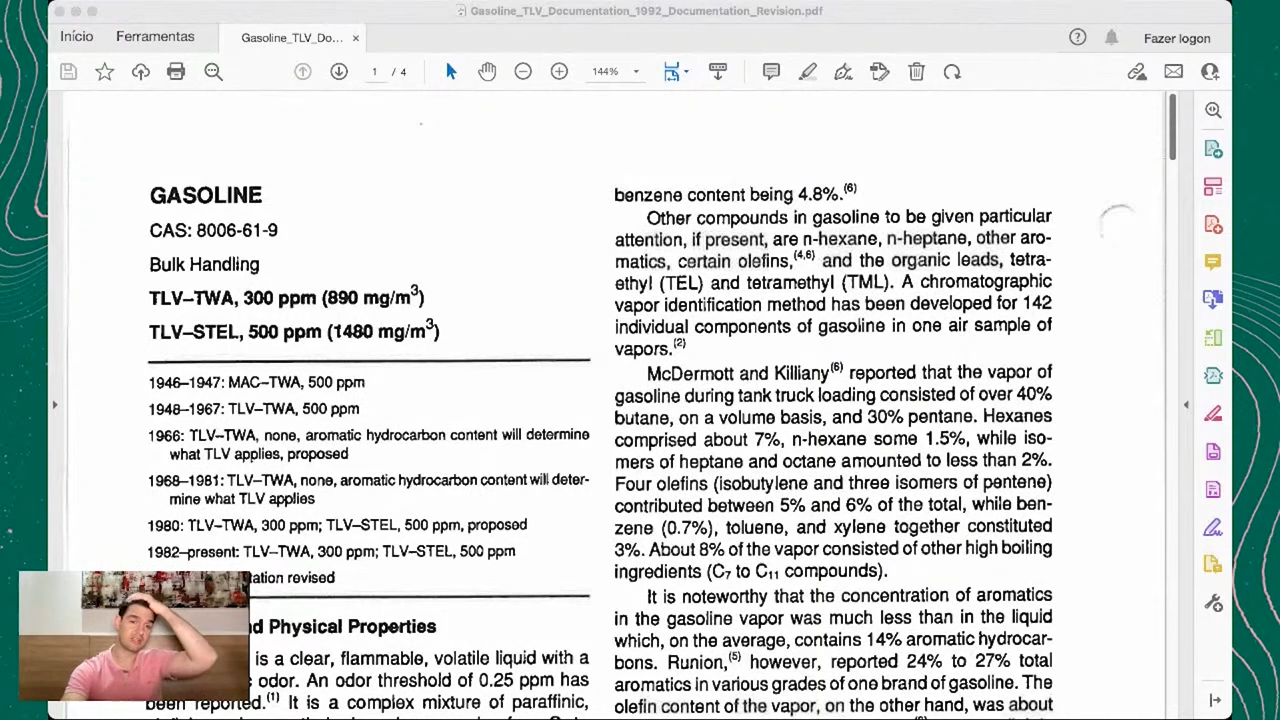 Gasoline_TLV_Documentation_1992_Documentation_Revision.pdf
Início
Ferramentas
Gasoline_TLV_Do...
Fazer logon
1 / 4
144%
GASOLINE
CAS: 8006-61-9
Bulk Handling
TLV–TWA, 300 ppm (890 mg/m³)
TLV–STEL, 500 ppm (1480 mg/m³)
1946–1947: MAC–TWA, 500 ppm
1948–1967: TLV–TWA, 500 ppm
1966: TLV–TWA, none, aromatic hydrocarbon content will determine
what TLV applies, proposed
1968–1981: TLV–TWA, none, aromatic hydrocarbon content will deter-
mine what TLV applies
1980: TLV–TWA, 300 ppm; TLV–STEL, 500 ppm, proposed
1982–present: TLV–TWA, 300 ppm; TLV–STEL, 500 ppm
revised
Physical Properties
is a clear, flammable, volatile liquid with a
odor. An odor threshold of 0.25 ppm has
been reported.(1) It is a complex mixture of paraffinic,
benzene content being 4.8%.(6)
Other compounds in gasoline to be given particular
attention, if present, are n-hexane, n-heptane, other aro-
matics, certain olefins,(4,6) and the organic leads, tetra-
ethyl (TEL) and tetramethyl (TML). A chromatographic
vapor identification method has been developed for 142
individual components of gasoline in one air sample of
vapors.(2)
McDermott and Killiany(6) reported that the vapor of
gasoline during tank truck loading consisted of over 40%
butane, on a volume basis, and 30% pentane. Hexanes
comprised about 7%, n-hexane some 1.5%, while iso-
mers of heptane and octane amounted to less than 2%.
Four olefins (isobutylene and three isomers of pentene)
contributed between 5% and 6% of the total, while ben-
zene (0.7%), toluene, and xylene together constituted
3%. About 8% of the vapor consisted of other high boiling
ingredients (C₇ to C₁₁ compounds).
It is noteworthy that the concentration of aromatics
in the gasoline vapor was much less than in the liquid
which, on the average, contains 14% aromatic hydrocar-
bons. Runion,(5) however, reported 24% to 27% total
aromatics in various grades of one brand of gasoline. The
olefin content of the vapor, on the other hand, was about